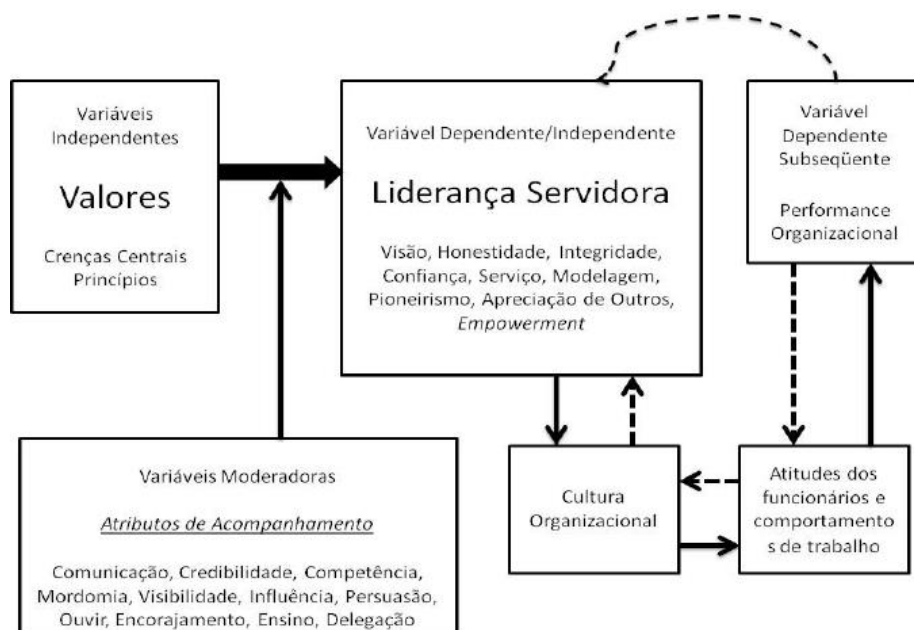 Variáveis
Independentes
Valores
Crenças Centrais
Princípios
Variável Dependente/Independente
Liderança Servidora
Visão, Honestidade, Integridade,
Confiança, Serviço, Modelagem,
Pioneirismo, Apreciação de Outros,
Empowerment
Variável
Dependente
Subseqüente
Performance
Organizacional
Variáveis Moderadoras
Atributos de Acompanhamento
Comunicação, Credibilidade, Competência,
Mordomia, Visibilidade, Influência, Persuasão,
Ouvir, Encorajamento, Ensino, Delegação
Cultura
Organizacional
Atitudes dos
funcionários e
comportamento
s de trabalho